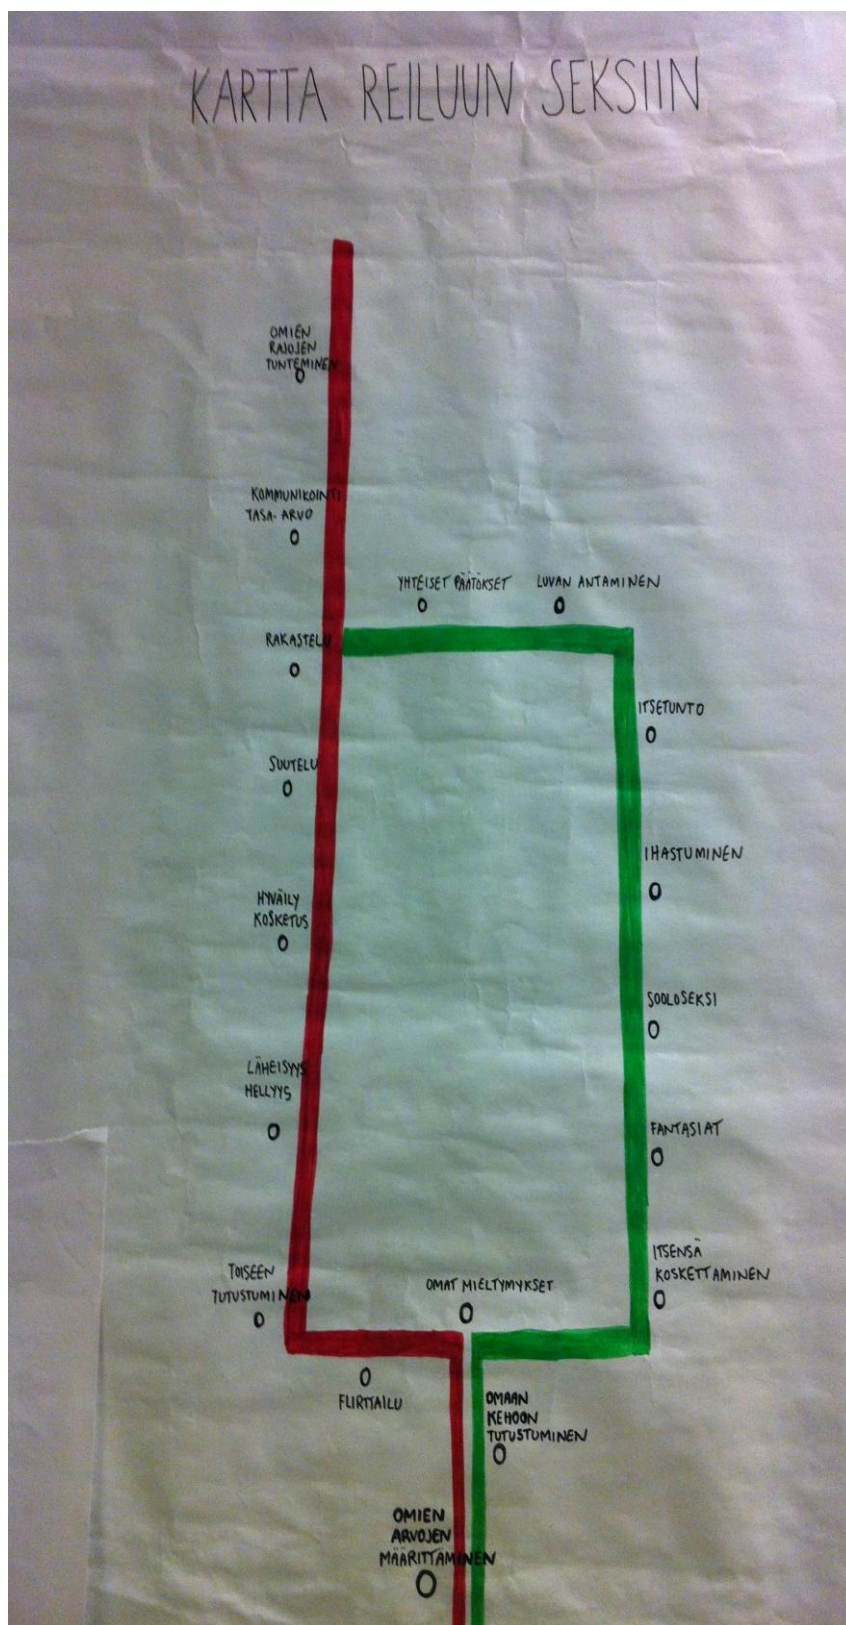 KARTTA REILUUN SEKSIIN
OMIEN
RAJOJEN
TUNTEMINEN
KOMMUNIKOINTI
TASA-ARVO
YHTEISET PÄÄTÖKSET
LUVAN ANTAMINEN
RAKASTELU
ITSETUNTO
SUUTELU
IHASTUMINEN
HYVÄILY
KOSKETUS
SOOLOSEKSI
LÄHEISYYS
HELLYYS
FANTASIAT
ITSENSÄ
KOSKETTAMINEN
TOISEEN
TUTUSTUMINEN
OMAT MIELTYMYKSET
FLIRTTAILU
OMAAN
KEHOON
TUTUSTUMINEN
OMIEN
ARVOJEN
MÄÄRITTÄMINEN